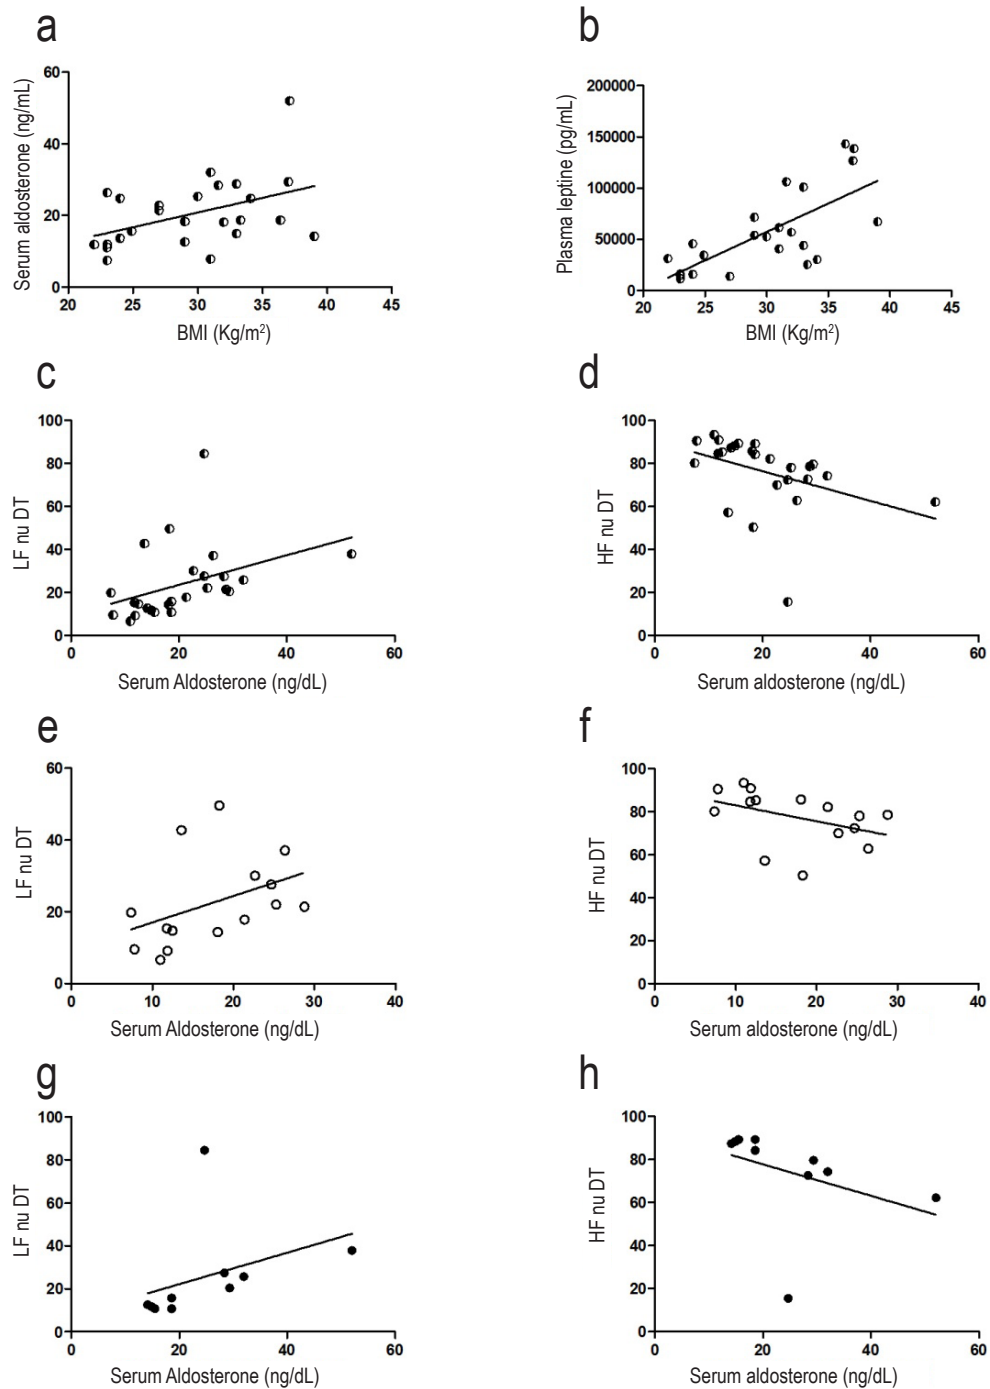 a
Serum aldosterone (ng/mL)
60
40
20
0
20 25 30 35 40 45
BMI (Kg/m²)
b
Plasma leptine (pg/mL)
200000
150000
100000
50000
0
20 25 30 35 40 45
BMI (Kg/m²)
c
LF nu DT
100
80
60
40
20
0
0 20 40 60
Serum Aldosterone (ng/dL)
d
HF nu DT
100
80
60
40
20
0
0 20 40 60
Serum aldosterone (ng/dL)
e
LF nu DT
60
40
20
0
0 10 20 30 40
Serum Aldosterone (ng/dL)
f
HF nu DT
100
80
60
40
20
0
0 10 20 30 40
Serum aldosterone (ng/dL)
g
LF nu DT
100
80
60
40
20
0
0 20 40 60
Serum Aldosterone (ng/dL)
h
HF nu DT
100
80
60
40
20
0
0 20 40 60
Serum aldosterone (ng/dL)